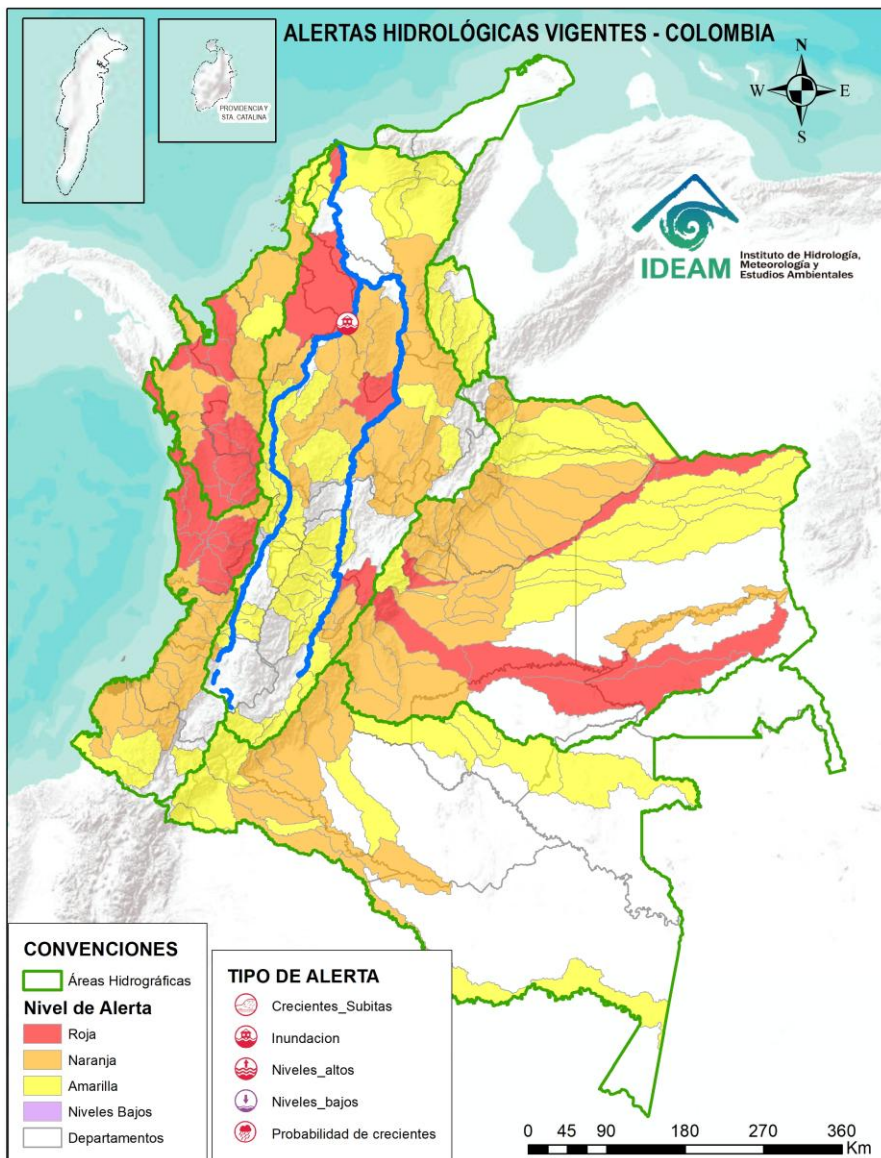 ALERTAS HIDROLÓGICAS VIGENTES - COLOMBIA
PROVIDENCIA Y
STA. CATALINA
N
W
E
S
IDEAM
Instituto de Hidrología,
Meteorología y
Estudios Ambientales
CONVENCIONES
Áreas Hidrográficas
Nivel de Alerta
Roja
Naranja
Amarilla
Niveles Bajos
Departamentos
TIPO DE ALERTA
Crecientes_Subitas
Inundacion
Niveles_altos
Niveles_bajos
Probabilidad de crecientes
0 45 90 180 270 360
Km